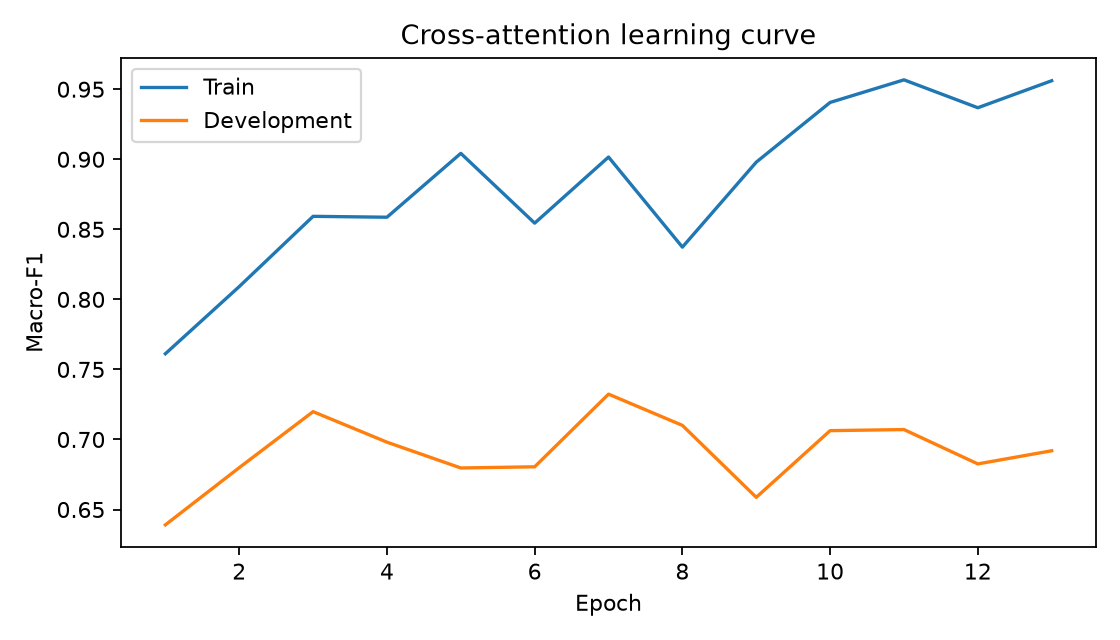 Cross-attention learning curve
Train
Development
0.95
0.90
0.85
0.80
0.75
0.70
0.65
Macro-F1
2 4 6 8 10 12
Epoch